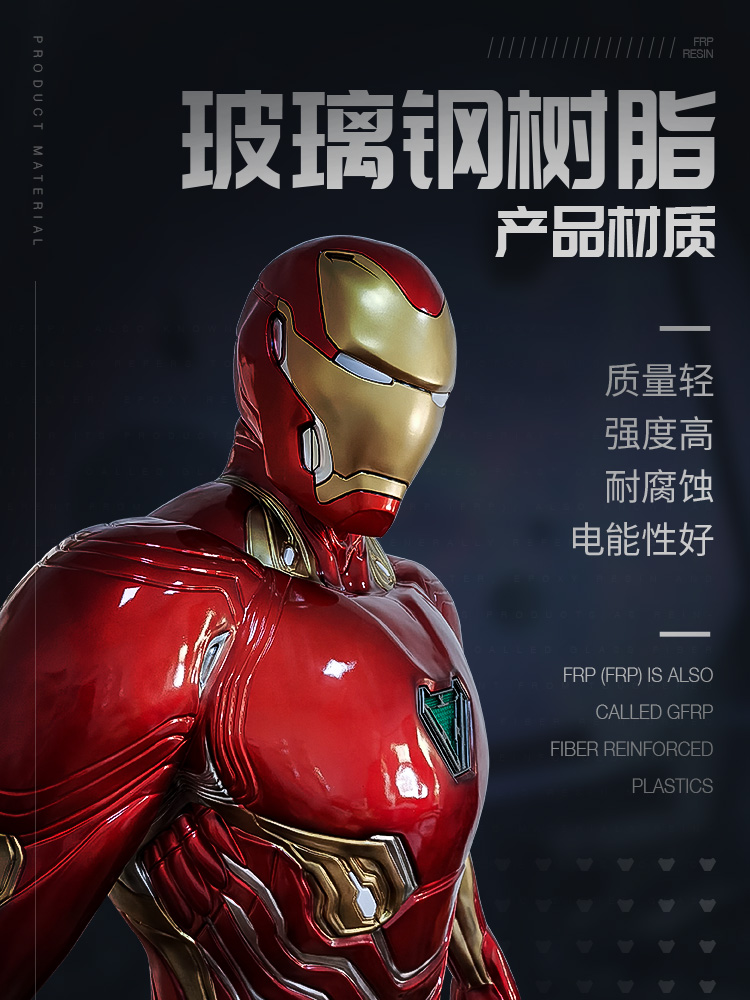 FRP
RESIN
PRODUCT MATERIAL
玻璃钢树脂
产品材质
质量轻
强度高
耐腐蚀
电能性好
FRP (FRP) IS ALSO
CALLED GFRP
FIBER REINFORCED
PLASTICS